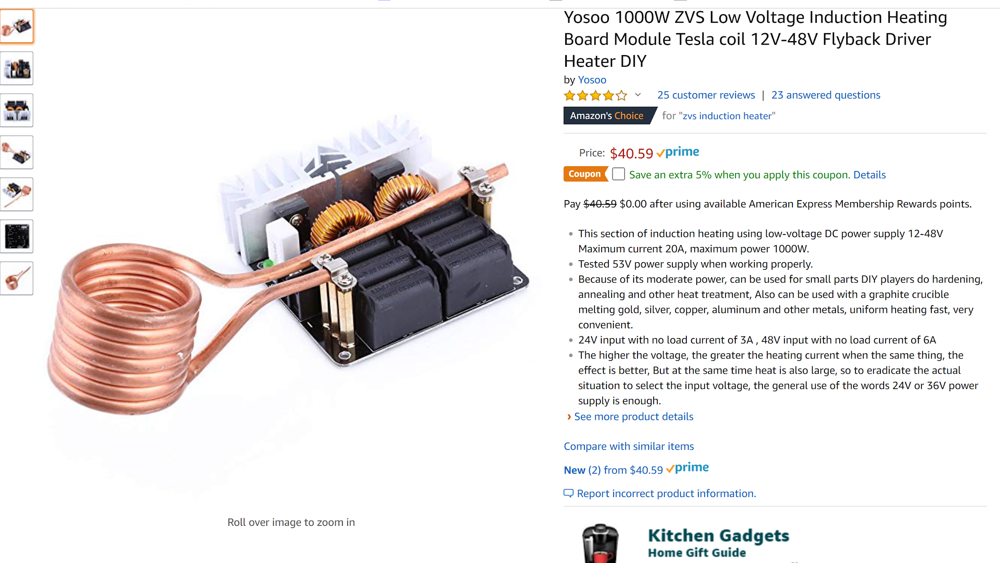 Yosoo 1000W ZVS Low Voltage Induction Heating
Board Module Tesla coil 12V-48V Flyback Driver
Heater DIY
by Yosoo
25 customer reviews | 23 answered questions
Amazon's Choice for "zvs induction heater"
Price: $40.59 prime
Coupon Save an extra 5% when you apply this coupon. Details
Pay $40.59 $0.00 after using available American Express Membership Rewards points.
• This section of induction heating using low-voltage DC power supply 12-48V
Maximum current 20A, maximum power 1000W.
• Tested 53V power supply when working properly.
• Because of its moderate power, can be used for small parts DIY players do hardening,
annealing and other heat treatment, Also can be used with a graphite crucible
melting gold, silver, copper, aluminum and other metals, uniform heating fast, very
convenient.
• 24V input with no load current of 3A , 48V input with no load current of 6A
• The higher the voltage, the greater the heating current when the same thing, the
effect is better, But at the same time heat is also large, so to eradicate the actual
situation to select the input voltage, the general use of the words 24V or 36V power
supply is enough.
› See more product details
Compare with similar items
New (2) from $40.59 prime
Report incorrect product information.
Roll over image to zoom in
Kitchen Gadgets
Home Gift Guide